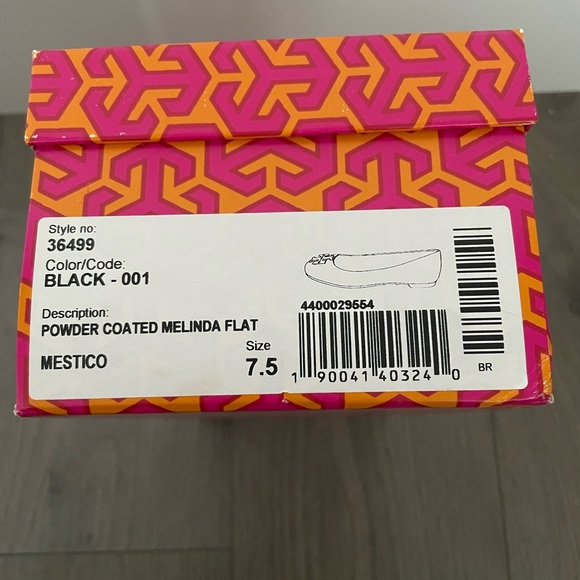 Style no:
36499
Color/Code:
BLACK - 001
Description:
POWDER COATED MELINDA FLAT
MESTICO
Size
7.5
4400029554
1 90041 40324 0
BR